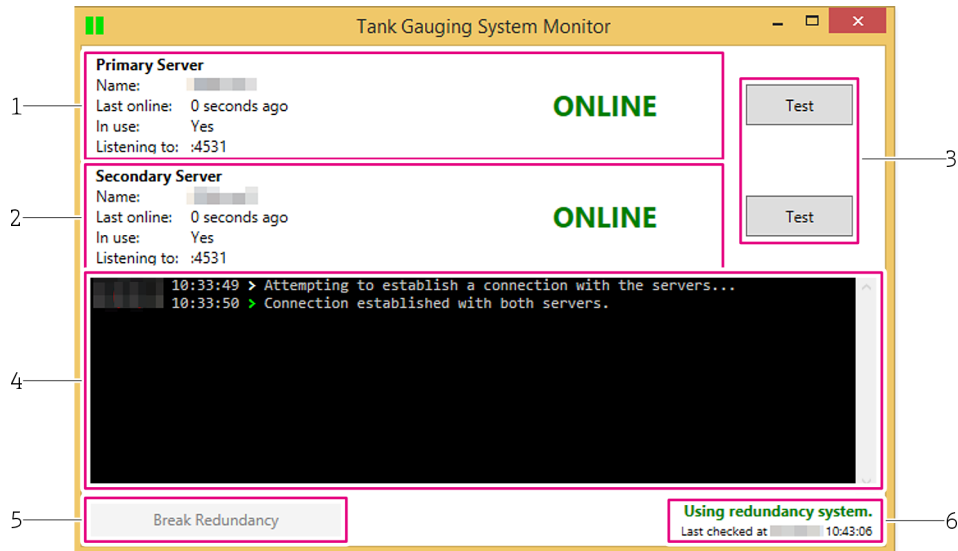 Tank Gauging System Monitor
Primary Server
Name:
Last online: 0 seconds ago
In use: Yes
Listening to: :4531
ONLINE
Test
1
3
Secondary Server
Name:
Last online: 0 seconds ago
In use: Yes
Listening to: :4531
ONLINE
Test
2
10:33:49 > Attempting to establish a connection with the servers...
10:33:50 > Connection established with both servers.
4
5
Break Redundancy
Using redundancy system.
Last checked at 10:43:06
6